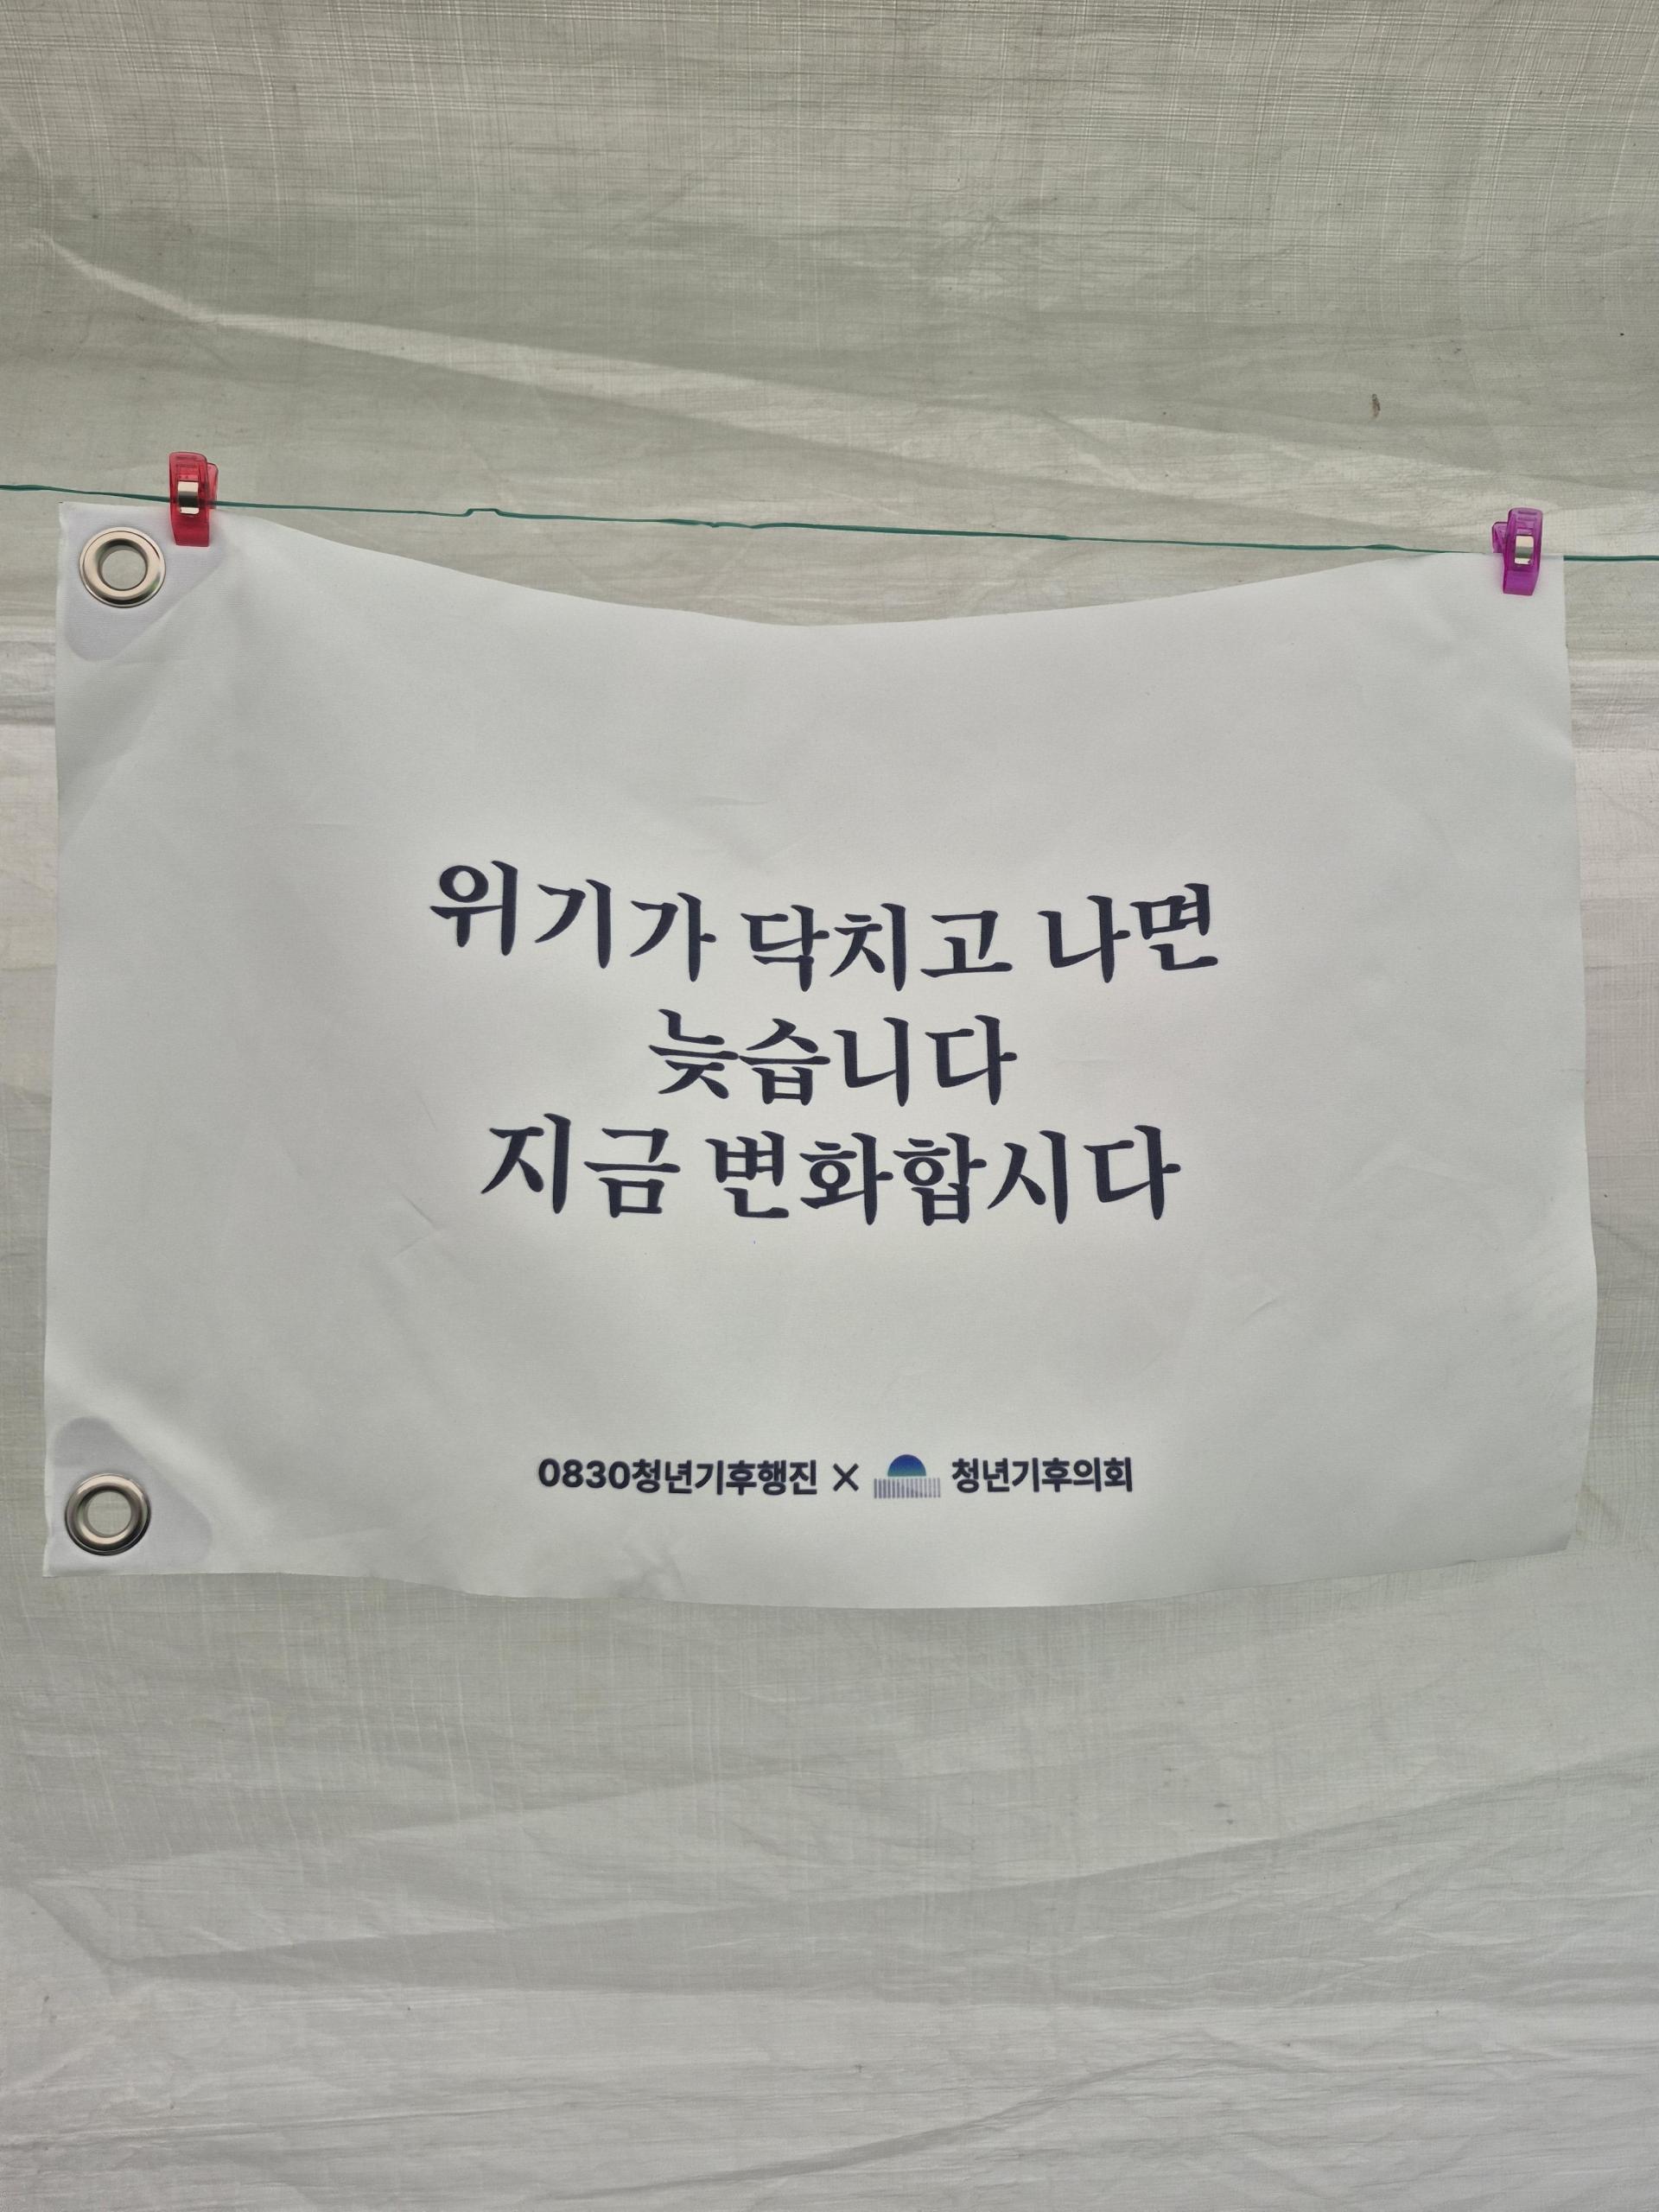 위기가 닥치고 나면
늦습니다
지금 변화합시다
0830청년기후행진 × 청년기후의회